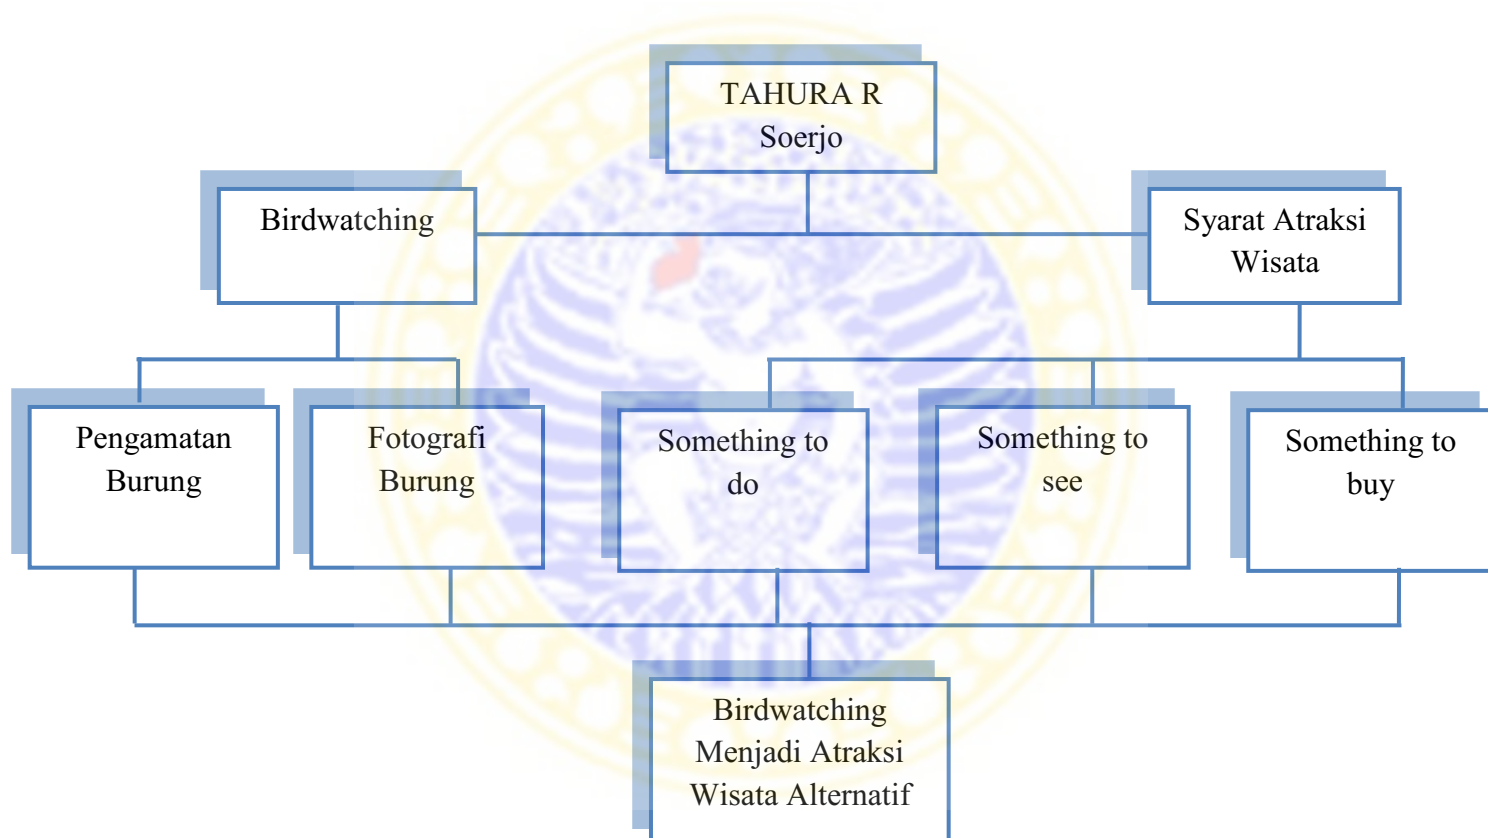 TAHURA R
Soerjo
Birdwatching
Syarat Atraksi
Wisata
Pengamatan
Burung
Fotografi
Burung
Something to
do
Something to
see
Something to
buy
Birdwatching
Menjadi Atraksi
Wisata Alternatif